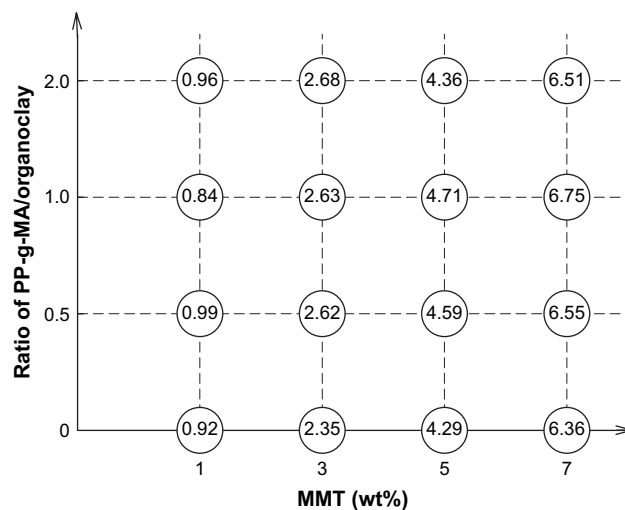 Ratio of PP-g-MA/organoclay
2.0 0.96 2.68 4.36 6.51
1.0 0.84 2.63 4.71 6.75
0.5 0.99 2.62 4.59 6.55
0 0.92 2.35 4.29 6.36
1 3 5 7
MMT (wt%)